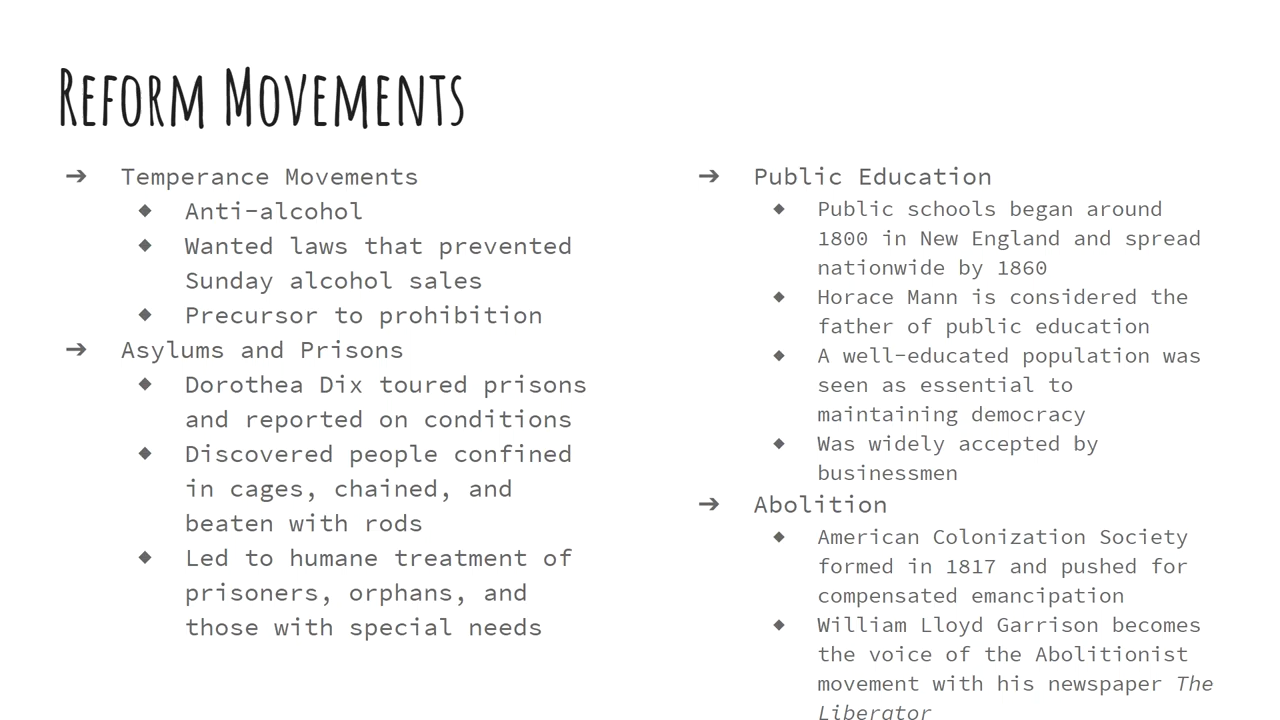 Reform Movements
➔ Temperance Movements
◆ Anti-alcohol
◆ Wanted laws that prevented
Sunday alcohol sales
◆ Precursor to prohibition
➔ Asylums and Prisons
◆ Dorothea Dix toured prisons
and reported on conditions
◆ Discovered people confined
in cages, chained, and
beaten with rods
◆ Led to humane treatment of
prisoners, orphans, and
those with special needs
➔ Public Education
◆ Public schools began around
1800 in New England and spread
nationwide by 1860
◆ Horace Mann is considered the
father of public education
◆ A well-educated population was
seen as essential to
maintaining democracy
◆ Was widely accepted by
businessmen
➔ Abolition
◆ American Colonization Society
formed in 1817 and pushed for
compensated emancipation
◆ William Lloyd Garrison becomes
the voice of the Abolitionist
movement with his newspaper The
Liberator